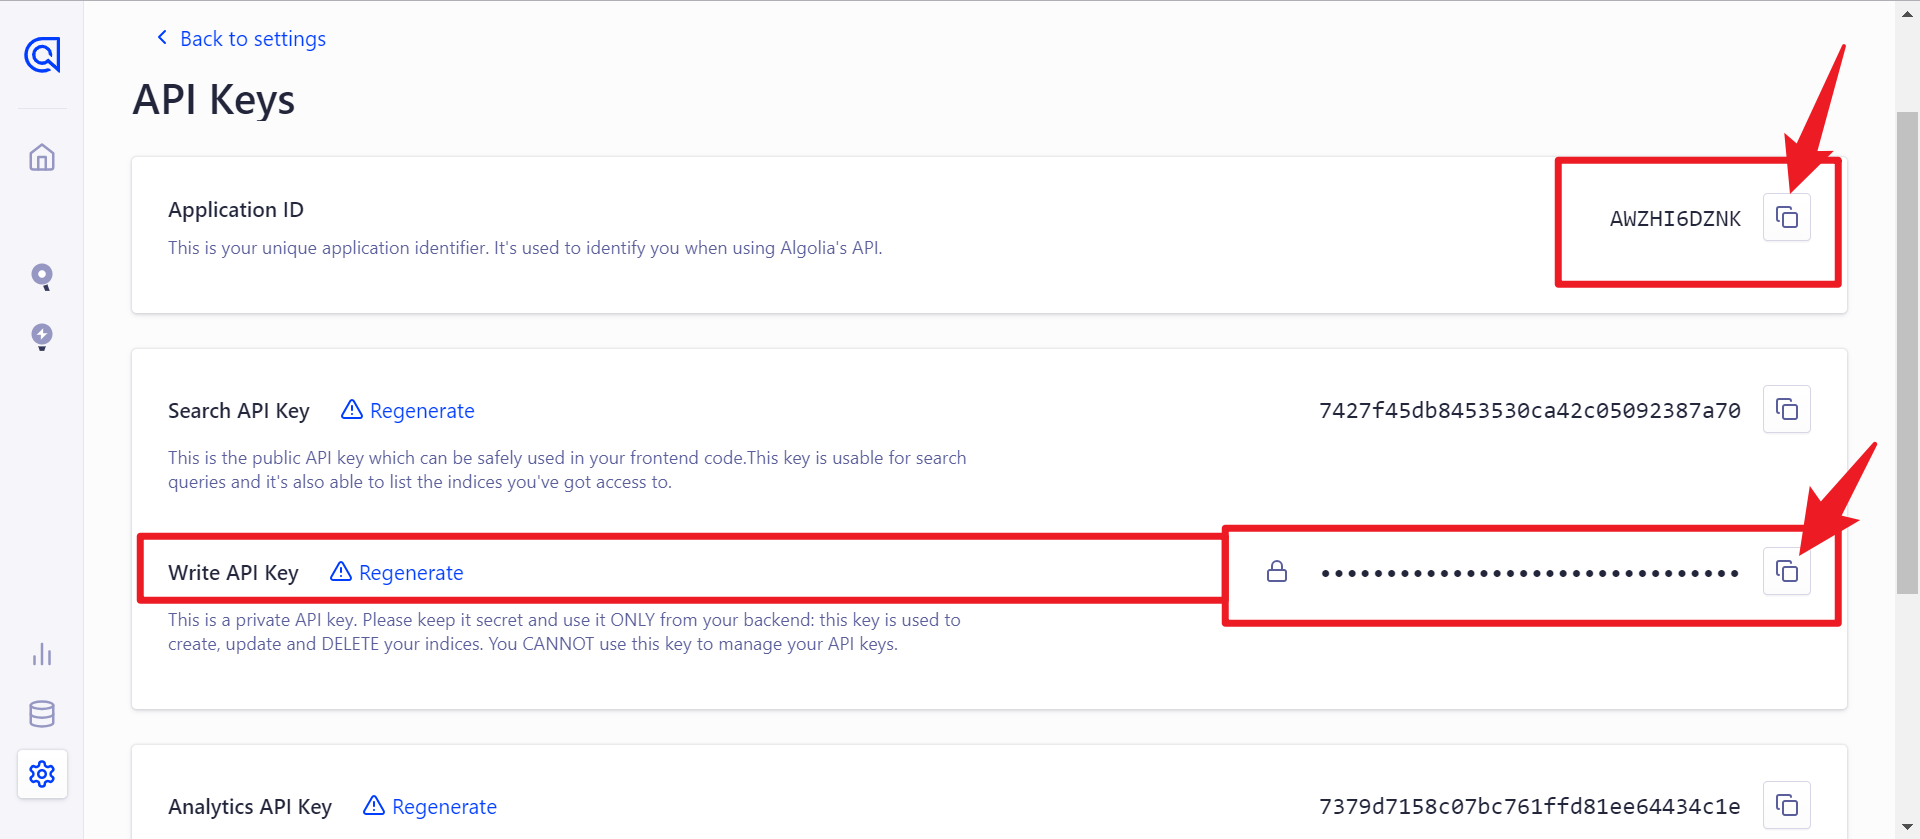 Back to settings
API Keys
Application ID
This is your unique application identifier. It's used to identify you when using Algolia's API.
AWZHI6DZNK
Search API Key
Regenerate
7427f45db8453530ca42c05092387a70
This is the public API key which can be safely used in your frontend code.This key is usable for search
queries and it's also able to list the indices you've got access to.
Write API Key
Regenerate
••••••••••••••••••••••••••••••••
This is a private API key. Please keep it secret and use it ONLY from your backend: this key is used to
create, update and DELETE your indices. You CANNOT use this key to manage your API keys.
Analytics API Key
Regenerate
7379d7158c07bc761ffd81ee64434c1e